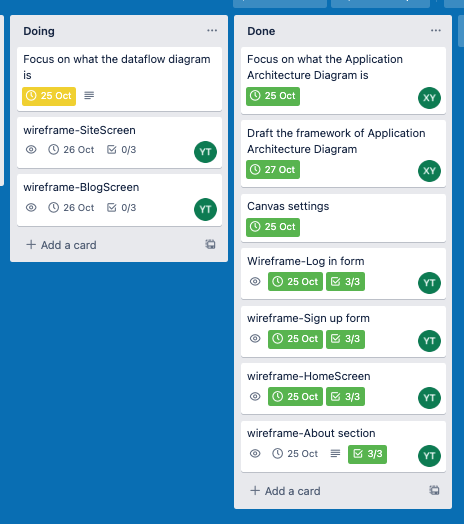 Doing
Focus on what the dataflow diagram
is
25 Oct
wireframe-SiteScreen
26 Oct 0/3
YT
wireframe-BlogScreen
26 Oct 0/3
YT
+ Add a card
Done
Focus on what the Application
Architecture Diagram is
25 Oct
XY
Draft the framework of Application
Architecture Diagram
27 Oct
XY
Canvas settings
25 Oct
Wireframe-Log in form
25 Oct 3/3
YT
wireframe-Sign up form
25 Oct 3/3
YT
wireframe-HomeScreen
25 Oct 3/3
YT
wireframe-About section
25 Oct 3/3
YT
+ Add a card